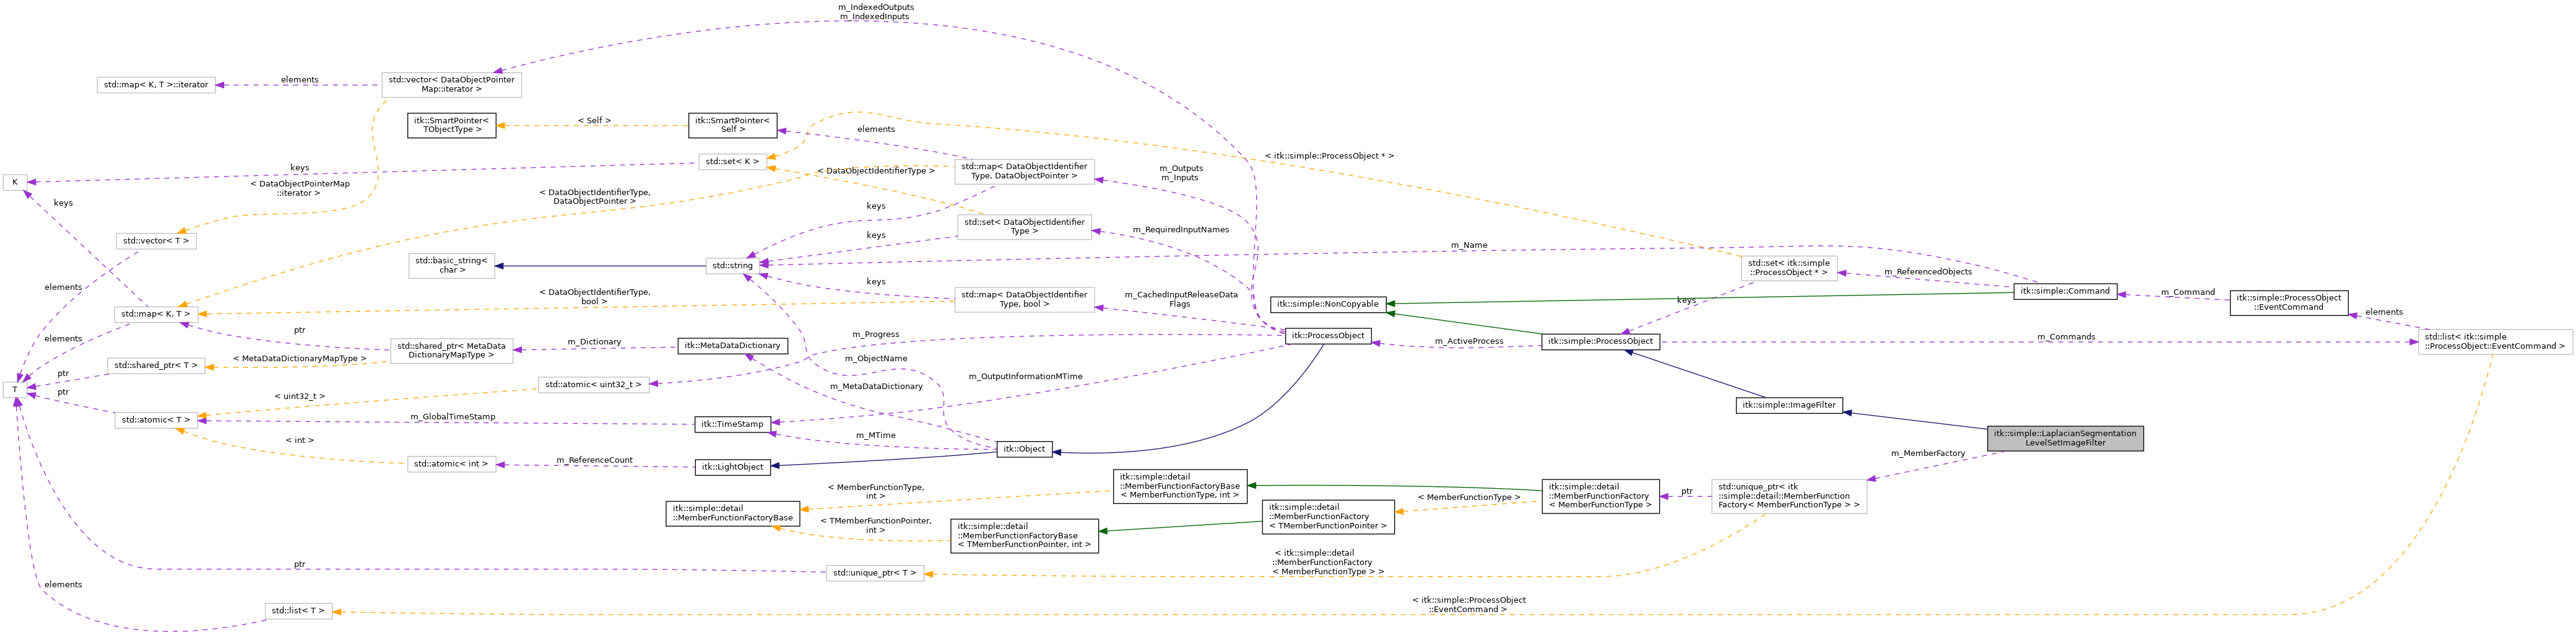 m_IndexedOutputs
m_IndexedInputs
std::map< K, T >::iterator
elements
std::vector< DataObjectPointer
Map::iterator >
itk::SmartPointer<
TObjectType >
< Self >
itk::SmartPointer<
Self >
elements
< itk::simple::ProcessObject * >
std::set< K >
keys
K
< DataObjectPointerMap
::iterator >
< DataObjectIdentifierType >
std::map< DataObjectIdentifier
Type, DataObjectPointer >
m_Outputs
m_Inputs
keys
< DataObjectIdentifierType,
DataObjectPointer >
keys
std::set< DataObjectIdentifier
Type >
m_RequiredInputNames
std::vector< T >
keys
m_Name
std::basic_string<
char >
std::string
std::set< itk::simple
::ProcessObject * >
m_ReferencedObjects
elements
keys
< DataObjectIdentifierType,
bool >
std::map< DataObjectIdentifier
Type, bool >
m_CachedInputReleaseData
Flags
itk::simple::NonCopyable
keys
itk::simple::Command
m_Command
itk::simple::ProcessObject
::EventCommand
elements
std::map< K, T >
ptr
elements
m_Progress
itk::ProcessObject
m_ActiveProcess
itk::simple::ProcessObject
m_Commands
std::list< itk::simple
::ProcessObject::EventCommand >
std::shared_ptr< MetaData
DictionaryMapType >
m_Dictionary
itk::MetaDataDictionary
m_ObjectName
std::shared_ptr< T >
< MetaDataDictionaryMapType >
ptr
m_OutputInformationMTime
std::atomic< uint32_t >
m_MetaDataDictionary
T
ptr
< uint32_t >
itk::simple::ImageFilter
std::atomic< T >
m_GlobalTimeStamp
itk::TimeStamp
m_MTime
< int >
itk::simple::LaplacianSegmentation
LevelSetImageFilter
itk::Object
m_MemberFactory
std::atomic< int >
m_ReferenceCount
itk::LightObject
itk::simple::detail
::MemberFunctionFactoryBase
< MemberFunctionType, int >
< MemberFunctionType,
int >
itk::simple::detail
::MemberFunctionFactory
< MemberFunctionType >
ptr
std::unique_ptr< itk
::simple::detail::MemberFunction
Factory< MemberFunctionType > >
< MemberFunctionType >
itk::simple::detail
::MemberFunctionFactory
< TMemberFunctionPointer >
itk::simple::detail
::MemberFunctionFactoryBase
< TMemberFunctionPointer,
int >
itk::simple::detail
::MemberFunctionFactoryBase
< TMemberFunctionPointer, int >
< itk::simple::detail
::MemberFunctionFactory
< MemberFunctionType > >
ptr
std::unique_ptr< T >
elements
std::list< T >
< itk::simple::ProcessObject
::EventCommand >